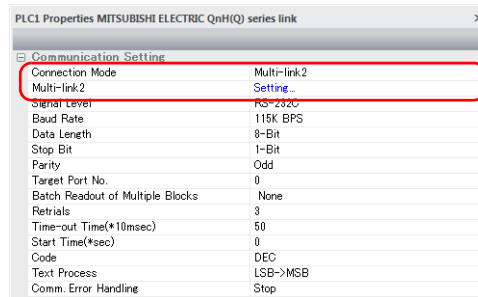 PLC1 Properties MITSUBISHI ELECTRIC QnH(Q) series link
Communication Setting
Connection Mode Multi-link2
Multi-link2 Setting...
Signal Level RS-232C
Baud Rate 115K BPS
Data Length 8-Bit
Stop Bit 1-Bit
Parity Odd
Target Port No. 0
Batch Readout of Multiple Blocks None
Retrials 3
Time-out Time(*10msec) 50
Start Time(*sec) 0
Code DEC
Text Process LSB->MSB
Comm. Error Handling Stop